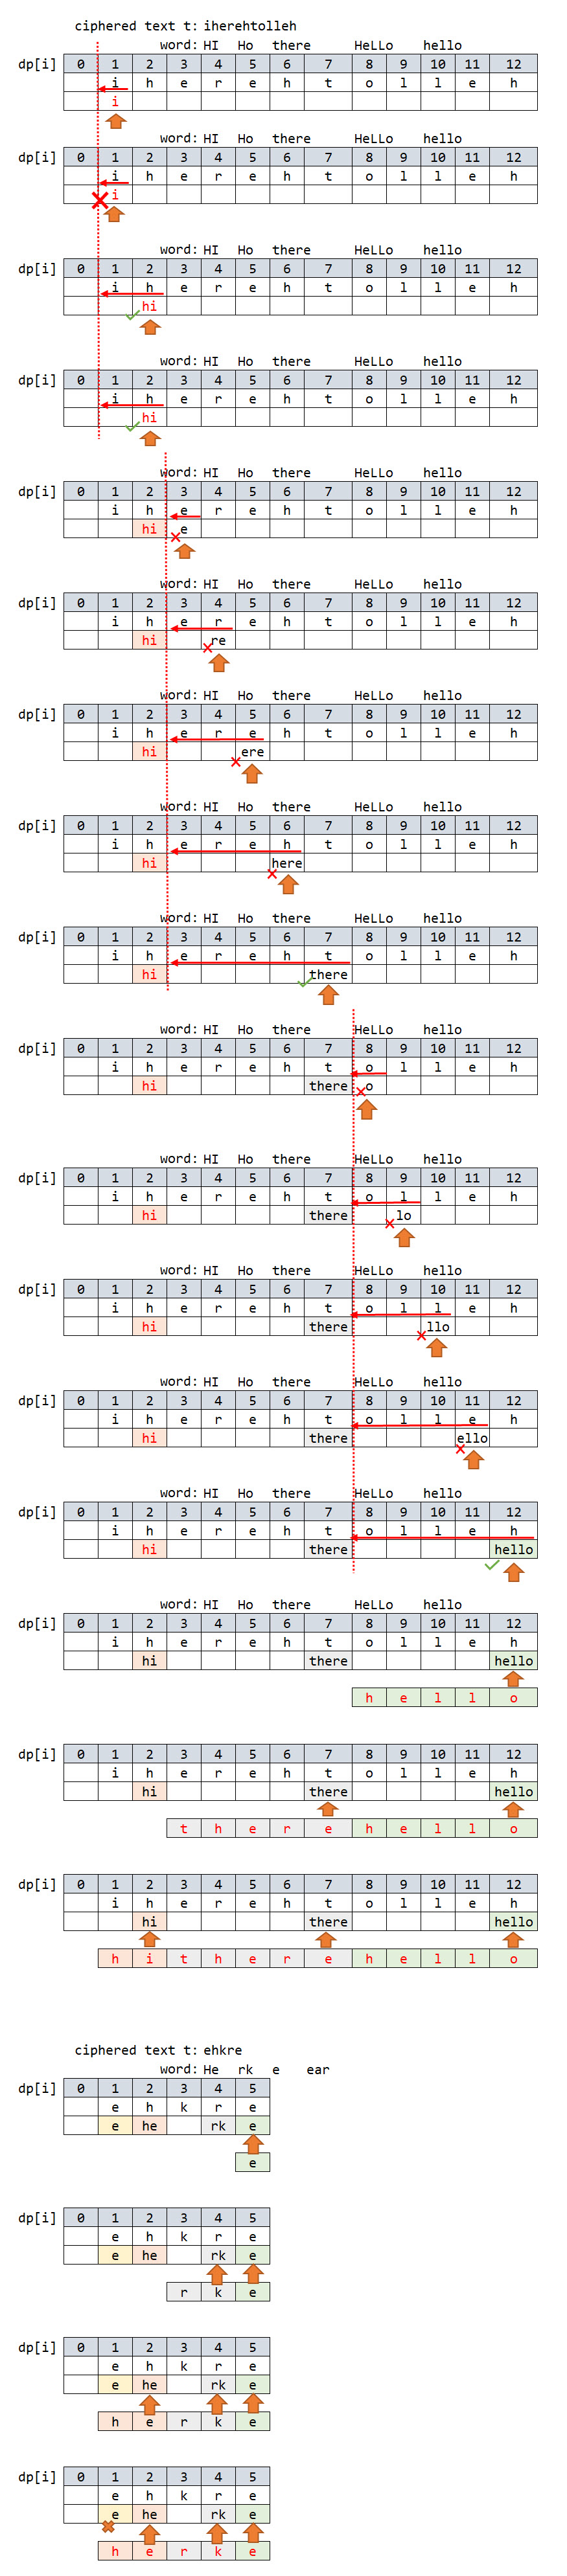 ciphered text t: iherehtolleh
word: HI Ho there HeLLo hello
dp[i] 0 1 2 3 4 5 6 7 8 9 10 11 12
i h e r e h t o l l e h
i
word: HI Ho there HeLLo hello
dp[i] 0 1 2 3 4 5 6 7 8 9 10 11 12
i h e r e h t o l l e h
i
word: HI Ho there HeLLo hello
dp[i] 0 1 2 3 4 5 6 7 8 9 10 11 12
i h e r e h t o l l e h
hi
word: HI Ho there HeLLo hello
dp[i] 0 1 2 3 4 5 6 7 8 9 10 11 12
i h e r e h t o l l e h
hi
word: HI Ho there HeLLo hello
dp[i] 0 1 2 3 4 5 6 7 8 9 10 11 12
i h e r e h t o l l e h
hi e
word: HI Ho there HeLLo hello
dp[i] 0 1 2 3 4 5 6 7 8 9 10 11 12
i h e r e h t o l l e h
hi re
word: HI Ho there HeLLo hello
dp[i] 0 1 2 3 4 5 6 7 8 9 10 11 12
i h e r e h t o l l e h
hi ere
word: HI Ho there HeLLo hello
dp[i] 0 1 2 3 4 5 6 7 8 9 10 11 12
i h e r e h t o l l e h
hi here
word: HI Ho there HeLLo hello
dp[i] 0 1 2 3 4 5 6 7 8 9 10 11 12
i h e r e h t o l l e h
hi there
word: HI Ho there HeLLo hello
dp[i] 0 1 2 3 4 5 6 7 8 9 10 11 12
i h e r e h t o l l e h
hi there o
word: HI Ho there HeLLo hello
dp[i] 0 1 2 3 4 5 6 7 8 9 10 11 12
i h e r e h t o l l e h
hi there lo
word: HI Ho there HeLLo hello
dp[i] 0 1 2 3 4 5 6 7 8 9 10 11 12
i h e r e h t o l l e h
hi there llo
word: HI Ho there HeLLo hello
dp[i] 0 1 2 3 4 5 6 7 8 9 10 11 12
i h e r e h t o l l e h
hi there ello
word: HI Ho there HeLLo hello
dp[i] 0 1 2 3 4 5 6 7 8 9 10 11 12
i h e r e h t o l l e h
hi there hello
word: HI Ho there HeLLo hello
dp[i] 0 1 2 3 4 5 6 7 8 9 10 11 12
i h e r e h t o l l e h
hi there hello
h e l l o
dp[i] 0 1 2 3 4 5 6 7 8 9 10 11 12
i h e r e h t o l l e h
hi there hello
t h e r e h e l l o
dp[i] 0 1 2 3 4 5 6 7 8 9 10 11 12
i h e r e h t o l l e h
hi there hello
h i t h e r e h e l l o
ciphered text t: ehkre
word: He rk e ear
dp[i] 0 1 2 3 4 5
e h k r e
e he rk e
e
dp[i] 0 1 2 3 4 5
e h k r e
e he rk e
r k e
dp[i] 0 1 2 3 4 5
e h k r e
e he rk e
h e r k e
dp[i] 0 1 2 3 4 5
e h k r e
e he rk e
h e r k e